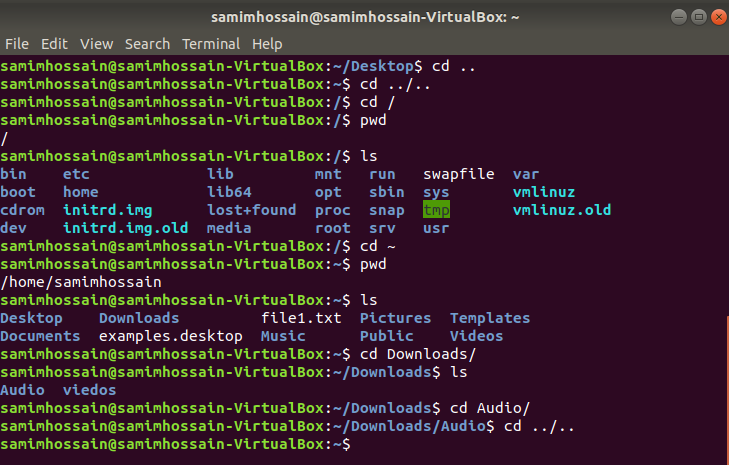 samimhossain@samimhossain-VirtualBox: ~
File Edit View Search Terminal Help
samimhossain@samimhossain-VirtualBox:~/Desktop$ cd ..
samimhossain@samimhossain-VirtualBox:~$ cd ../..
samimhossain@samimhossain-VirtualBox:/$ cd /
samimhossain@samimhossain-VirtualBox:/$ pwd
/
samimhossain@samimhossain-VirtualBox:/$ ls
bin    etc             lib         mnt   run   swapfile  var
boot   home            lib64       opt   sbin  sys       vmlinuz
cdrom  initrd.img      lost+found  proc  snap  tmp       vmlinuz.old
dev    initrd.img.old  media       root  srv   usr
samimhossain@samimhossain-VirtualBox:/$ cd ~
samimhossain@samimhossain-VirtualBox:~$ pwd
/home/samimhossain
samimhossain@samimhossain-VirtualBox:~$ ls
Desktop    Downloads         file1.txt  Pictures  Templates
Documents  examples.desktop  Music      Public    Videos
samimhossain@samimhossain-VirtualBox:~$ cd Downloads/
samimhossain@samimhossain-VirtualBox:~/Downloads$ ls
Audio  viedos
samimhossain@samimhossain-VirtualBox:~/Downloads$ cd Audio/
samimhossain@samimhossain-VirtualBox:~/Downloads/Audio$ cd ../..
samimhossain@samimhossain-VirtualBox:~$